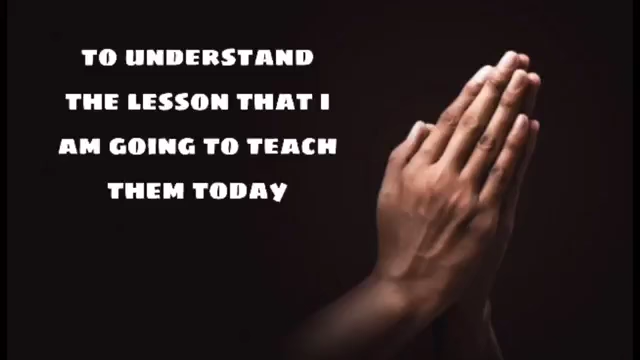 TO UNDERSTAND
THE LESSON THAT I
AM GOING TO TEACH
THEM TODAY